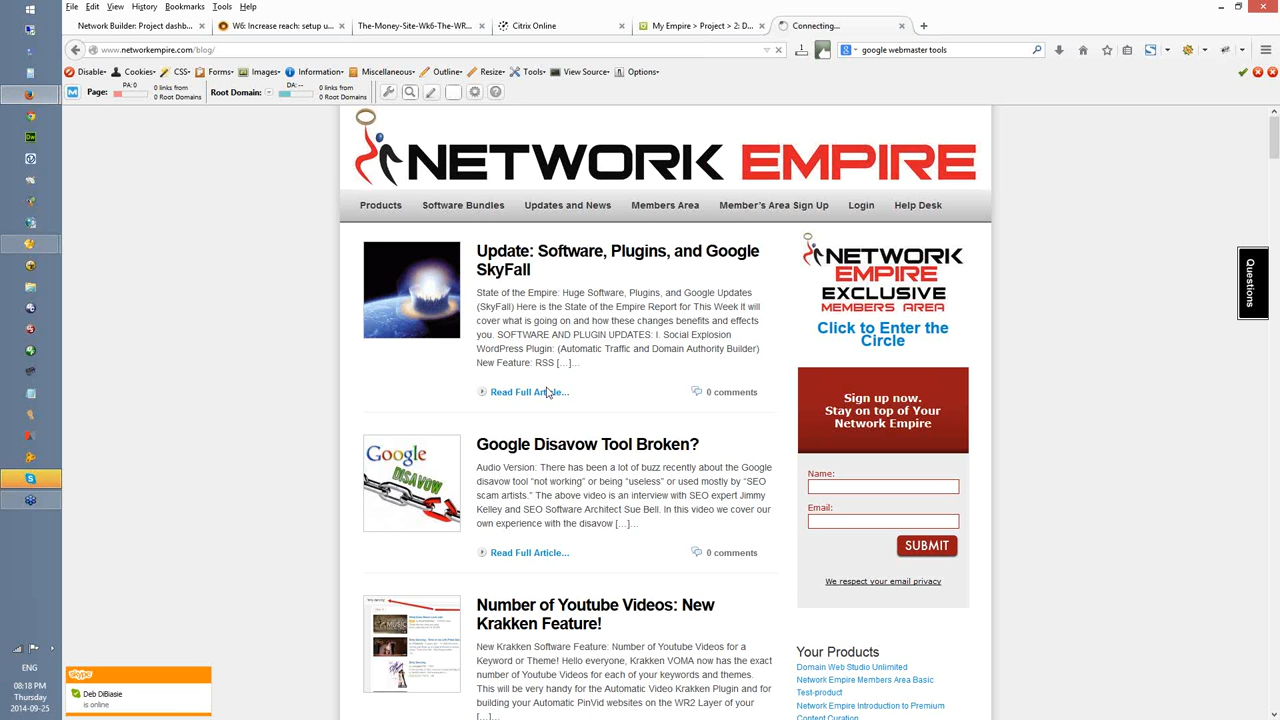 File Edit View History Bookmarks Tools Help
Network Builder: Project dashb...
W6: Increase reach: setup u...
The-Money-Site-Wk6-The-WR...
Citrix Online
My Empire > Project > 2: D...
Connecting...
www.networkempire.com/blog/
google webmaster tools
Disable Cookies CSS Forms Images Information Miscellaneous Outline Resize Tools View Source Options
Page: PA: 0 0 links from 0 Root Domains Root Domain: DA: -- 0 links from 0 Root Domains
NETWORK EMPIRE
Products Software Bundles Updates and News Members Area Member's Area Sign Up Login Help Desk
Update: Software, Plugins, and Google
SkyFall
State of the Empire: Huge Software, Plugins, and Google Updates
(SkyFall) Here is the State of the Empire Report for This Week It will
cover what is going on and how these changes benefits and effects
you. SOFTWARE AND PLUGIN UPDATES: I. Social Explosion
WordPress Plugin: (Automatic Traffic and Domain Authority Builder)
New Feature: RSS […]...
Read Full Article... 0 comments
Google Disavow Tool Broken?
Google
DISAVOW
Audio Version: There has been a lot of buzz recently about the Google
disavow tool “not working” or being “useless” or used mostly by “SEO
scam artists.” The above video is an interview with SEO expert Jimmy
Kelley and SEO Software Architect Sue Bell. In this video we cover our
own experience with the disavow […]...
Read Full Article... 0 comments
Number of Youtube Videos: New
Krakken Feature!
New Krakken Software Feature: Number of Youtube Videos for a
Keyword or Theme! Hello everyone, Krakken VOMA now has the exact
number of Youtube Videos for each of your keywords and themes.
This will be very handy for the Automatic Video Krakken Plugin and for
building your Automatic PinVid websites on the WR2 Layer of your
[…]...
NETWORK
EMPIRE
EXCLUSIVE
MEMBERS AREA
Click to Enter the
Circle
Sign up now.
Stay on top of Your
Network Empire
Name:
Email:
SUBMIT
We respect your email privacy
Your Products
Domain Web Studio Unlimited
Network Empire Members Area Basic
Test-product
Network Empire Introduction to Premium
Content Curation
Questions
skype
Deb DiBiasie
is online
ENG
08:18 PM
Thursday
2014-09-25